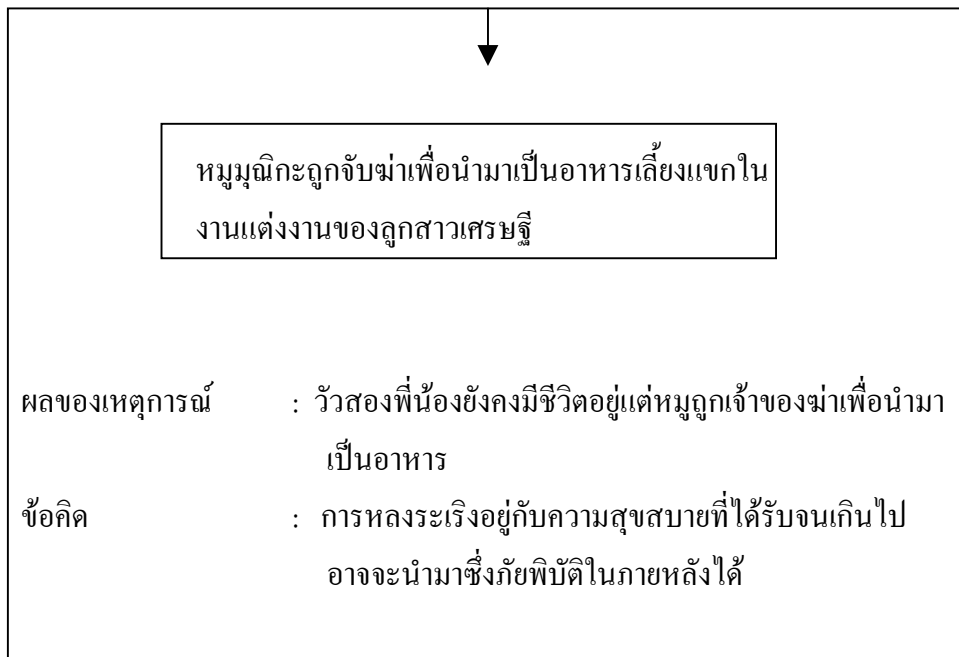 หมูมุณิกะถูกจับฆ่าเพื่อนำมาเป็นอาหารเลี้ยงแขกใน
งานแต่งงานของลูกสาวเศรษฐี
ผลของเหตุการณ์ : วัวสองพี่น้องยังคงมีชีวิตอยู่แต่หมูถูกเจ้าของฆ่าเพื่อนำมา
เป็นอาหาร
ข้อคิด : การหลงระเริงอยู่กับความสุขสบายที่ได้รับจนเกินไป
อาจจะนำมาซึ่งภัยพิบัติในภายหลังได้